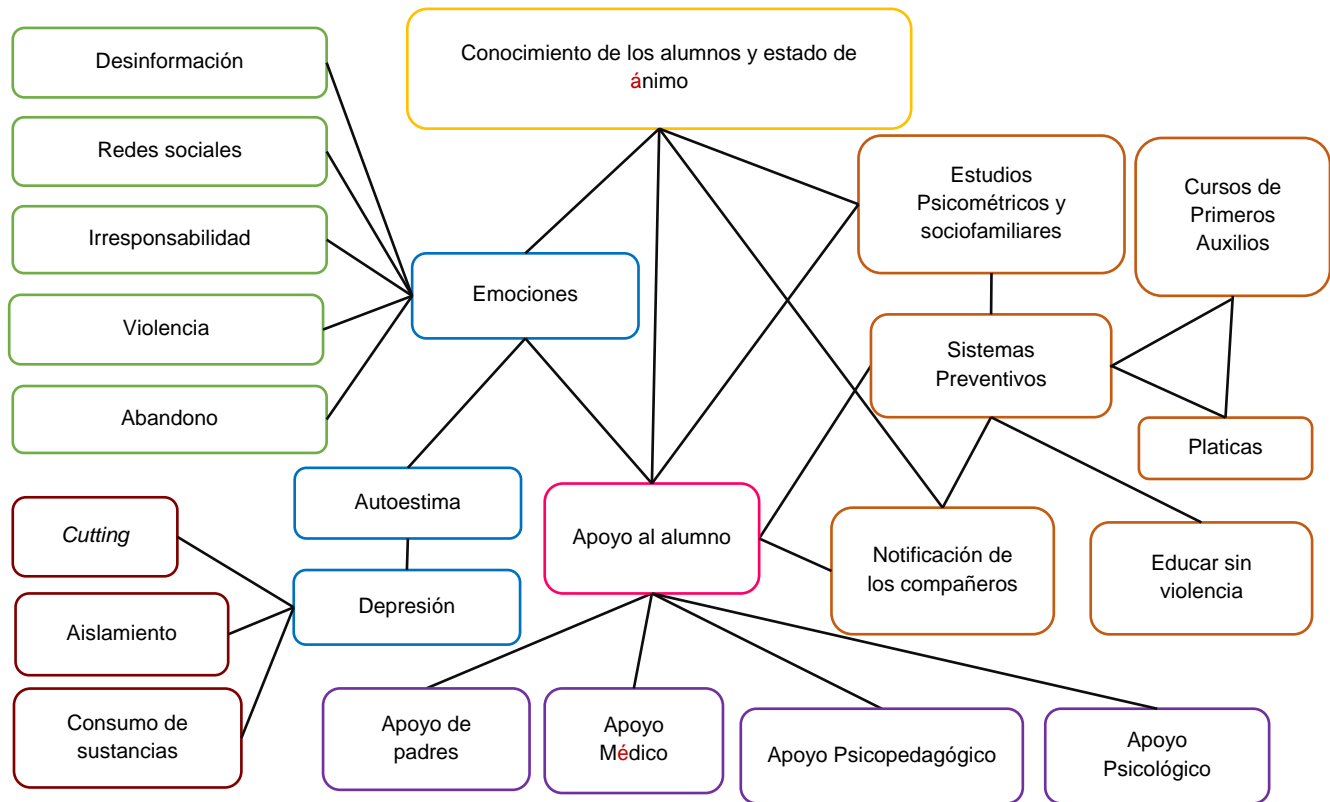 Desinformación
Conocimiento de los alumnos y estado de
ánimo
Redes sociales
Estudios
Psicométricos y
sociofamiliares
Cursos de
Primeros
Auxilios
Irresponsabilidad
Emociones
Violencia
Sistemas
Preventivos
Abandono
Platicas
Autoestima
Cutting
Apoyo al alumno
Notificación de
los compañeros
Educar sin
violencia
Depresión
Aislamiento
Consumo de
sustancias
Apoyo de
padres
Apoyo
Médico
Apoyo Psicopedagógico
Apoyo
Psicológico